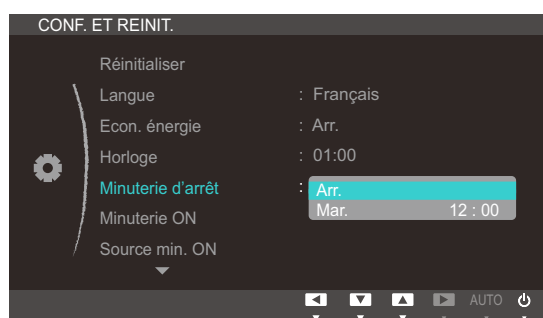 CONF. ET REINIT.
Réinitialiser
Langue : Français
Econ. énergie : Arr.
Horloge : 01:00
Minuterie d'arrêt : Arr.
Mar. 12 : 00
Minuterie ON
Source min. ON
AUTO